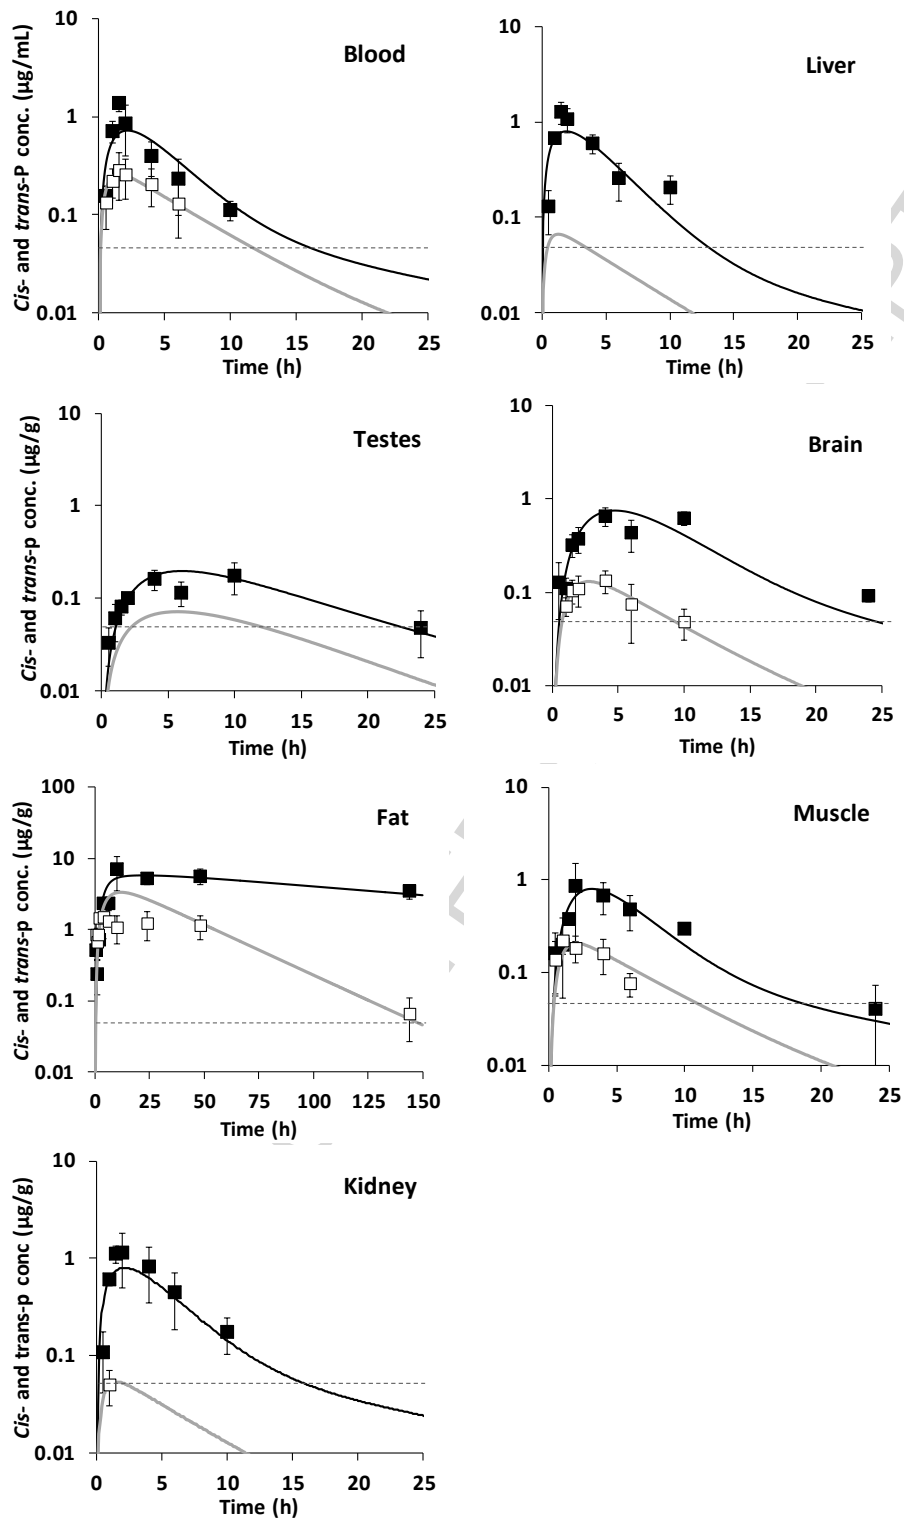 Cis- and trans-P conc. (µg/mL)
10
1
0.1
0.01
Blood
0 5 10 15 20 25
Time (h)
10
1
0.1
0.01
Liver
0 5 10 15 20 25
Time (h)
Cis- and trans-p conc. (µg/g)
10
1
0.1
0.01
Testes
0 5 10 15 20 25
Time (h)
10
1
0.1
0.01
Brain
0 5 10 15 20 25
Time (h)
Cis- and trans-p conc. (µg/g)
100
10
1
0.1
0.01
Fat
0 25 50 75 100 125 150
Time (h)
10
1
0.1
0.01
Muscle
0 5 10 15 20 25
Time (h)
Cis- and trans-p conc (µg/g)
10
1
0.1
0.01
Kidney
0 5 10 15 20 25
Time (h)